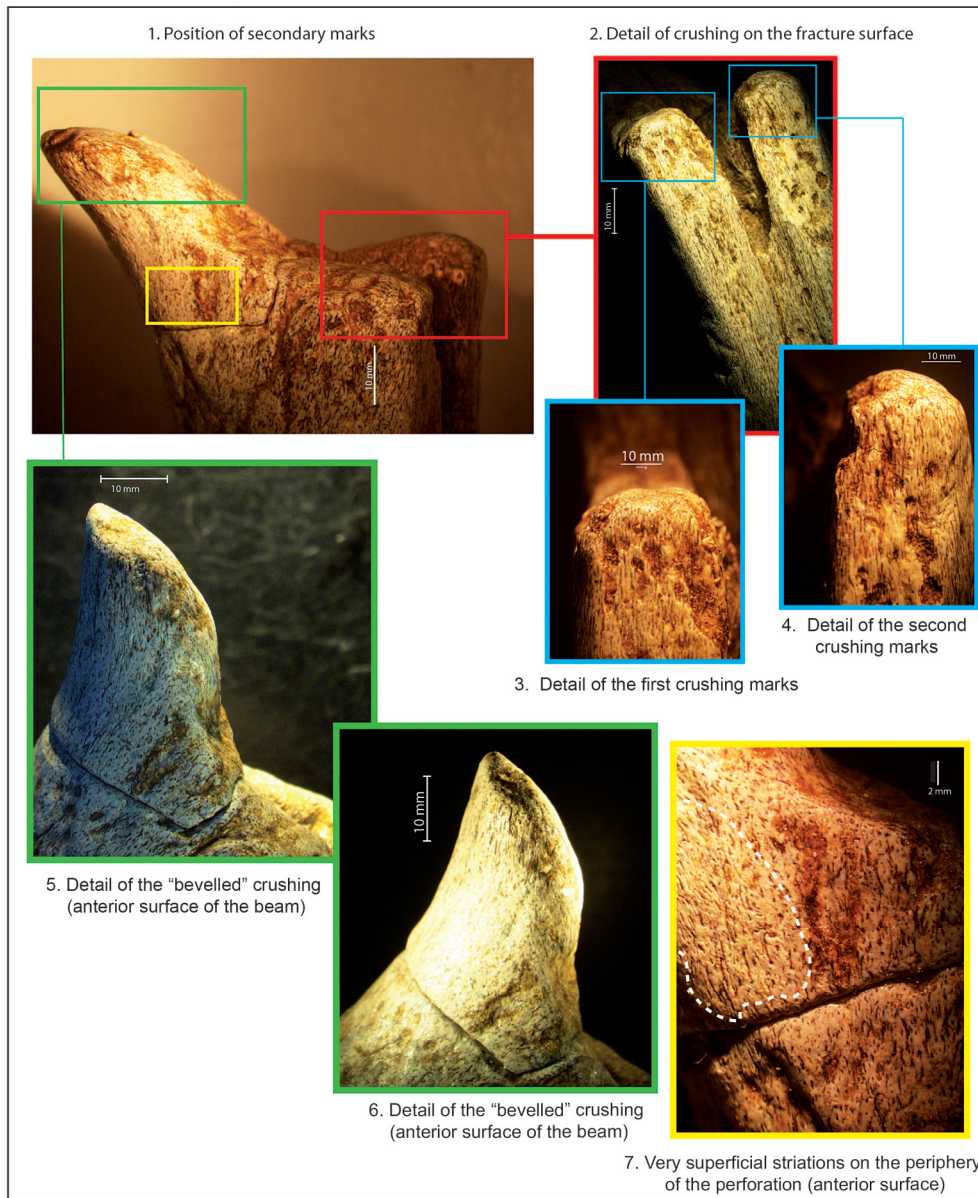 1. Position of secondary marks
2. Detail of crushing on the fracture surface
10 mm
10 mm
10 mm
10 mm
10 mm
4. Detail of the second
crushing marks
3. Detail of the first crushing marks
10 mm
2 mm
5. Detail of the “bevelled” crushing
(anterior surface of the beam)
6. Detail of the “bevelled” crushing
(anterior surface of the beam)
7. Very superficial striations on the periphery
of the perforation (anterior surface)